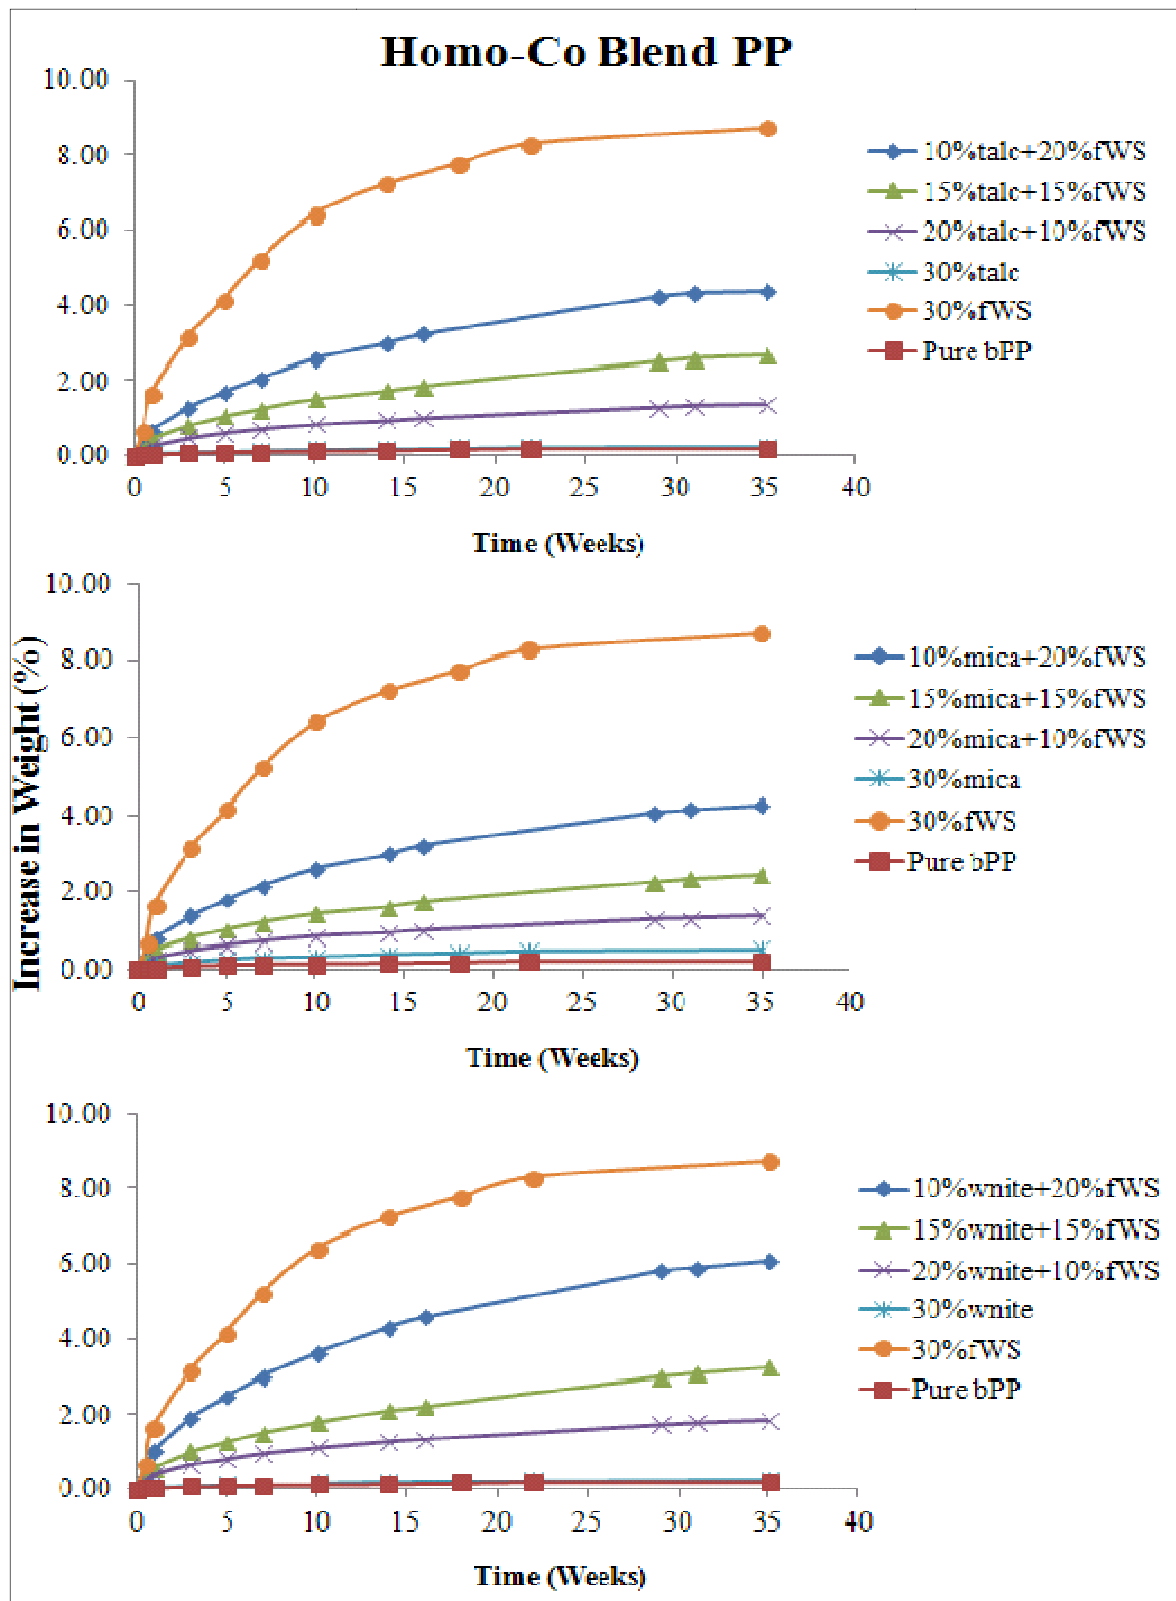 Homo-Co Blend PP
10.00
8.00
6.00
4.00
2.00
0.00
0 5 10 15 20 25 30 35 40
Time (Weeks)
10%talc+20%fWS
15%talc+15%fWS
20%talc+10%fWS
30%talc
30%fWS
Pure bPP
Increase in Weight (%)
10.00
8.00
6.00
4.00
2.00
0.00
0 5 10 15 20 25 30 35 40
Time (Weeks)
10%mica+20%fWS
15%mica+15%fWS
20%mica+10%fWS
30%mica
30%fWS
Pure bPP
10.00
8.00
6.00
4.00
2.00
0.00
0 5 10 15 20 25 30 35 40
Time (Weeks)
10%wnite+20%fWS
15%wnite+15%fWS
20%wnite+10%fWS
30%wnite
30%fWS
Pure bPP